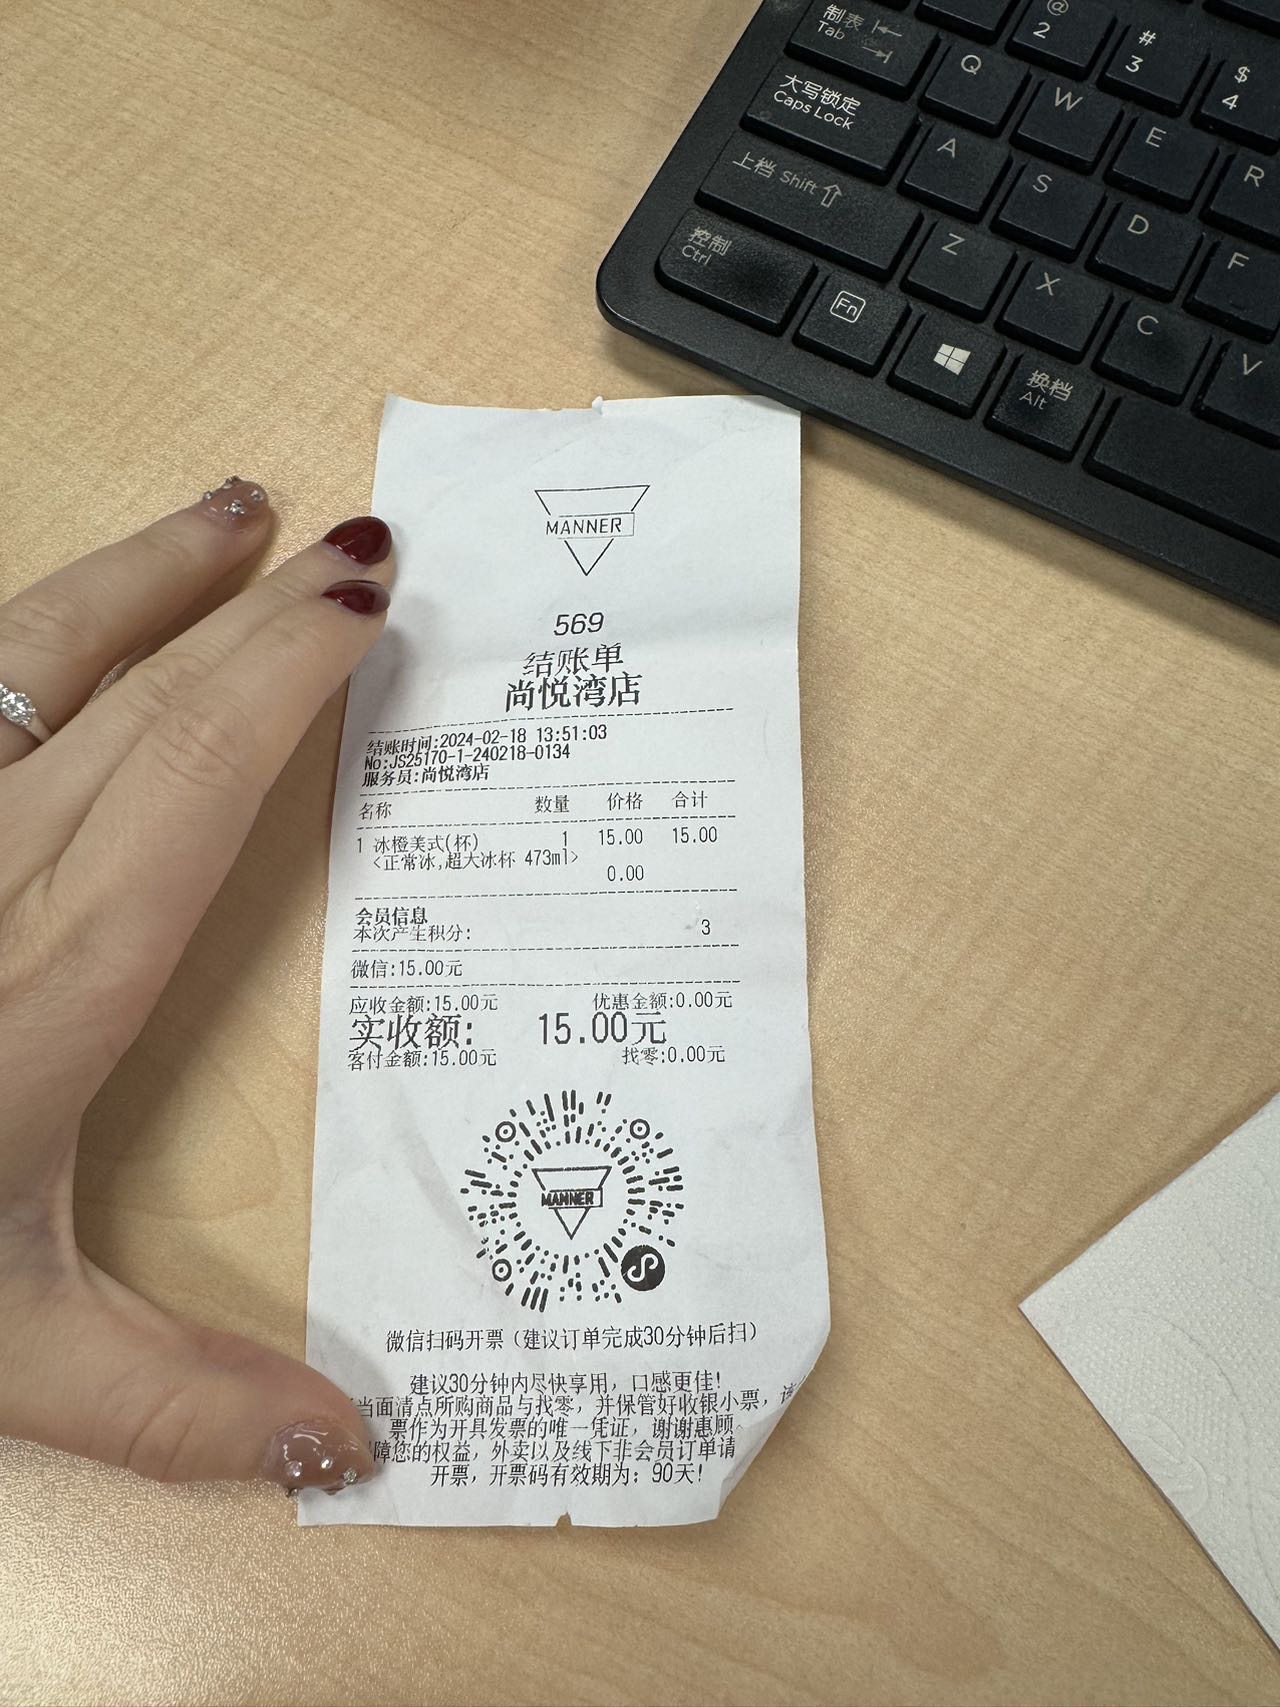 制表
Tab
@
2
#
3
$
4
Q
W
E
R
大写锁定
Caps Lock
A
S
D
F
上档 Shift
Z
X
C
V
控制
Ctrl
Fn
换档
Alt
MANNER
569
结账单
尚悦湾店
结账时间:2024-02-18 13:51:03
No:JS25170-1-240218-0134
服务员:尚悦湾店
名称 数量 价格 合计
1 冰橙美式(杯) 1 15.00 15.00
<正常冰,超大冰杯 473ml> 0.00
会员信息
本次产生积分: 3
微信:15.00元
应收金额:15.00元 优惠金额:0.00元
实收额: 15.00元
客付金额:15.00元 找零:0.00元
MANNER
微信扫码开票（建议订单完成30分钟后扫）
建议30分钟内尽快享用，口感更佳！
当面清点所购商品与找零，并保管好收银小票，
票作为开具发票的唯一凭证，谢谢惠顾。
障您的权益，外卖以及线下非会员订单请
开票，开票码有效期为：90天！